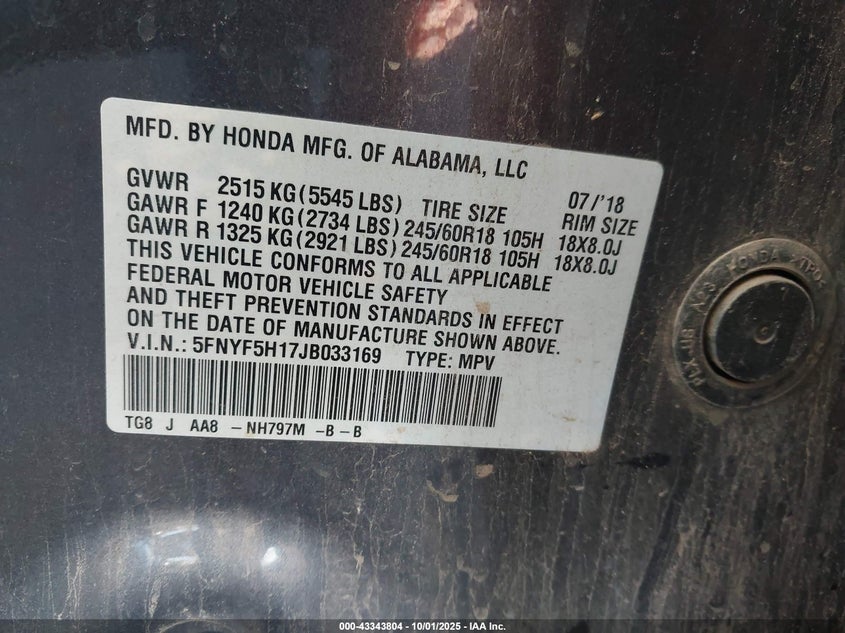 MFD. BY HONDA MFG. OF ALABAMA, LLC
07/'18
GVWR 2515 KG (5545 LBS) TIRE SIZE RIM SIZE
GAWR F 1240 KG (2734 LBS) 245/60R18 105H 18X8.0J
GAWR R 1325 KG (2921 LBS) 245/60R18 105H 18X8.0J
THIS VEHICLE CONFORMS TO ALL APPLICABLE
FEDERAL MOTOR VEHICLE SAFETY
AND THEFT PREVENTION STANDARDS IN EFFECT
ON THE DATE OF MANUFACTURE SHOWN ABOVE.
V.I.N.: 5FNYF5H17JB033169 TYPE: MPV
TG8 J AA8 -NH797M -B-B
HONDA
000-43343804 - 10/01/2025 - IAA Inc.